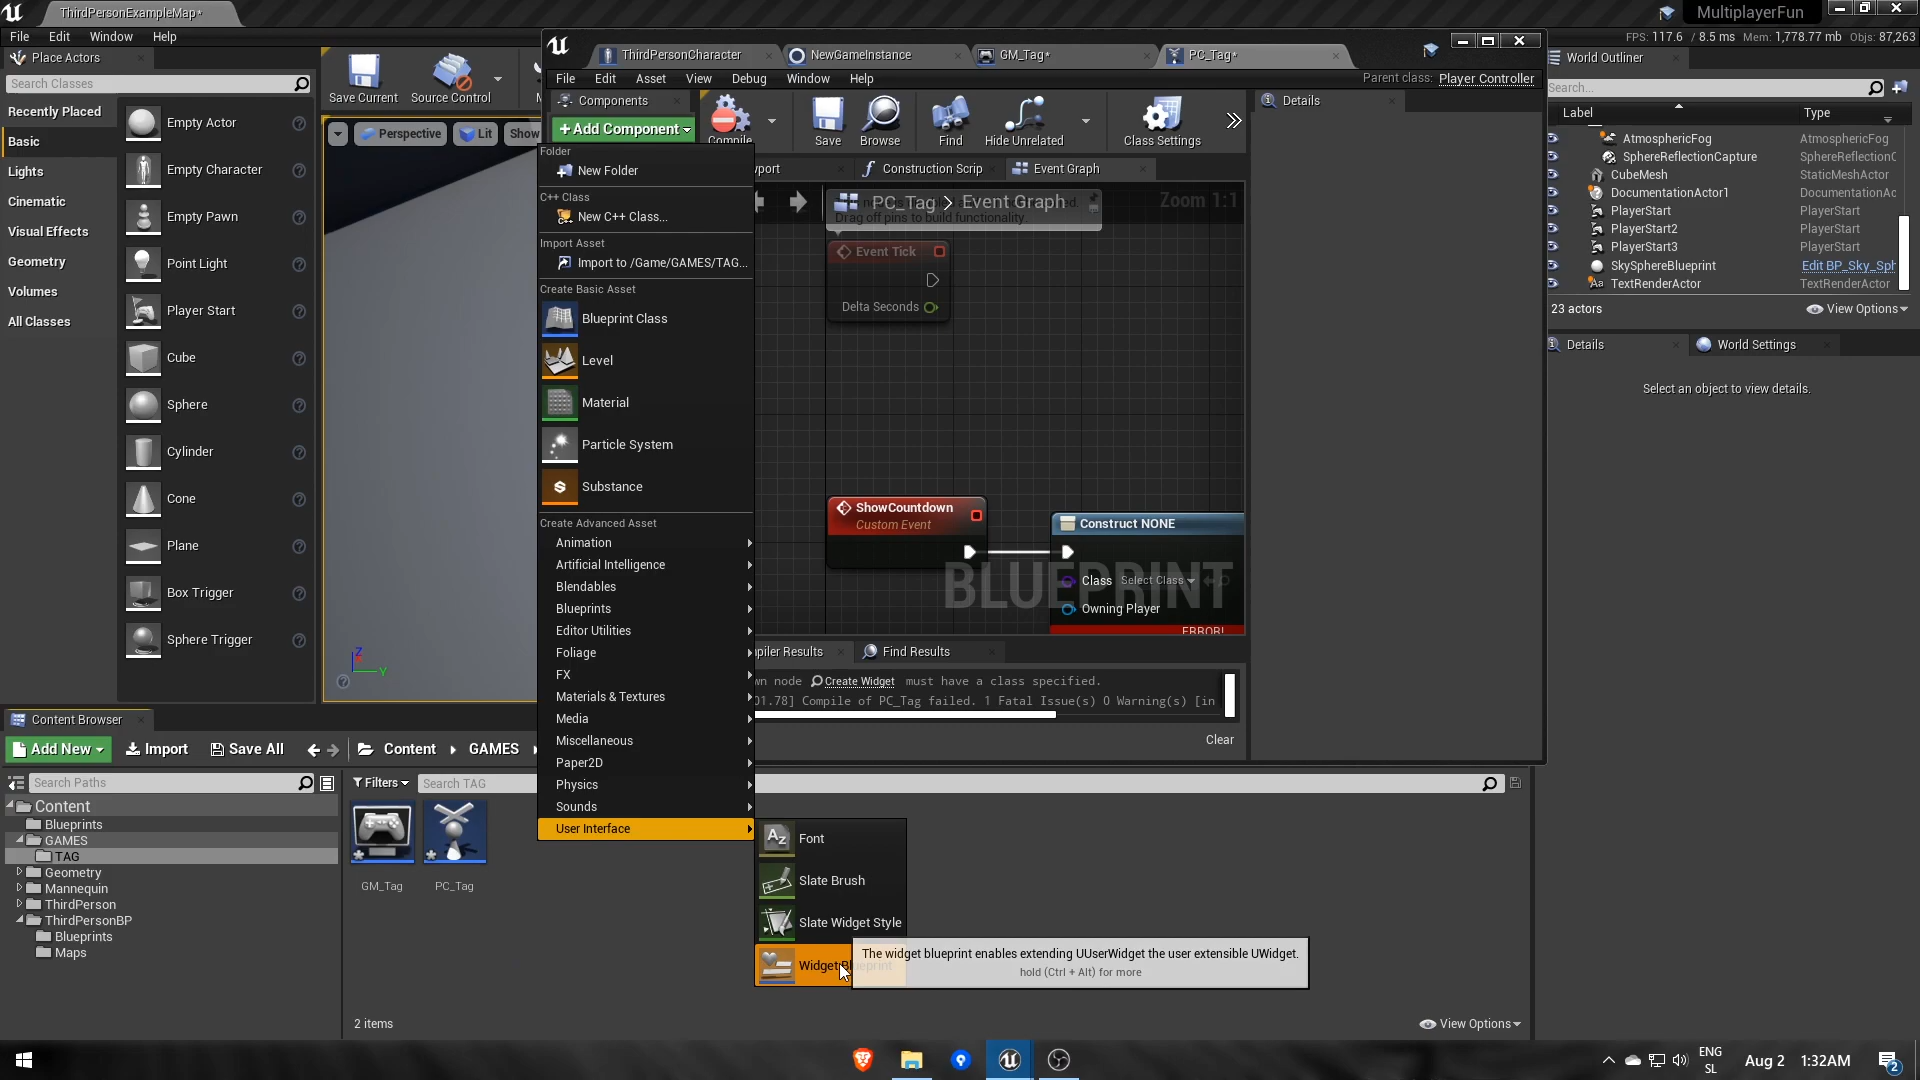 ThirdPersonExampleMap*
MultiplayerFun
File Edit Window Help
FPS: 117.6 / 8.5 ms Mem: 1,778.77 mb Objs: 87,263
Place Actors
Search Classes
Recently Placed
Basic
Lights
Cinematic
Visual Effects
Geometry
Volumes
All Classes
Empty Actor
Empty Character
Empty Pawn
Point Light
Player Start
Cube
Sphere
Cylinder
Cone
Plane
Box Trigger
Sphere Trigger
Save Current Source Control
Perspective Lit Show
Z
Y
ThirdPersonCharacter NewGameInstance GM_Tag* PC_Tag*
File Edit Asset View Debug Window Help
Parent class: Player Controller
Components
+Add Component
Compile Save Browse Find Hide Unrelated Class Settings
Construction Scrip Event Graph
PC_Tag > Event Graph
Zoom 1:1
Drag off pins to build functionality.
Event Tick
Delta Seconds
ShowCountdown
Custom Event
Construct NONE
Class Select Class
Owning Player
ERROR!
BLUEPRINT
piler Results Find Results
wn node Create Widget must have a class specified.
01.78] Compile of PC_Tag failed. 1 Fatal Issue(s) 0 Warning(s) [in
Clear
Details
Folder
New Folder
C++ Class
New C++ Class...
Import Asset
Import to /Game/GAMES/TAG...
Create Basic Asset
Blueprint Class
Level
Material
Particle System
Substance
Create Advanced Asset
Animation
Artificial Intelligence
Blendables
Blueprints
Editor Utilities
Foliage
FX
Materials & Textures
Media
Miscellaneous
Paper2D
Physics
Sounds
User Interface
Font
Slate Brush
Slate Widget Style
Widget Blueprint
The widget blueprint enables extending UUserWidget the user extensible UWidget.
hold (Ctrl + Alt) for more
World Outliner
Search...
Label Type
AtmosphericFog AtmosphericFog
SphereReflectionCapture SphereReflectionC
CubeMesh StaticMeshActor
DocumentationActor1 DocumentationAc
PlayerStart PlayerStart
PlayerStart2 PlayerStart
PlayerStart3 PlayerStart
SkySphereBlueprint Edit BP_Sky_Sph
TextRenderActor TextRenderActor
23 actors View Options
Details World Settings
Select an object to view details.
Content Browser
Add New Import Save All Content GAMES
Search Paths
Filters Search TAG
Content
Blueprints
GAMES
TAG
Geometry
Mannequin
ThirdPerson
ThirdPersonBP
Blueprints
Maps
GM_Tag PC_Tag
2 items
View Options
ENG
SL
Aug 2 1:32AM
2